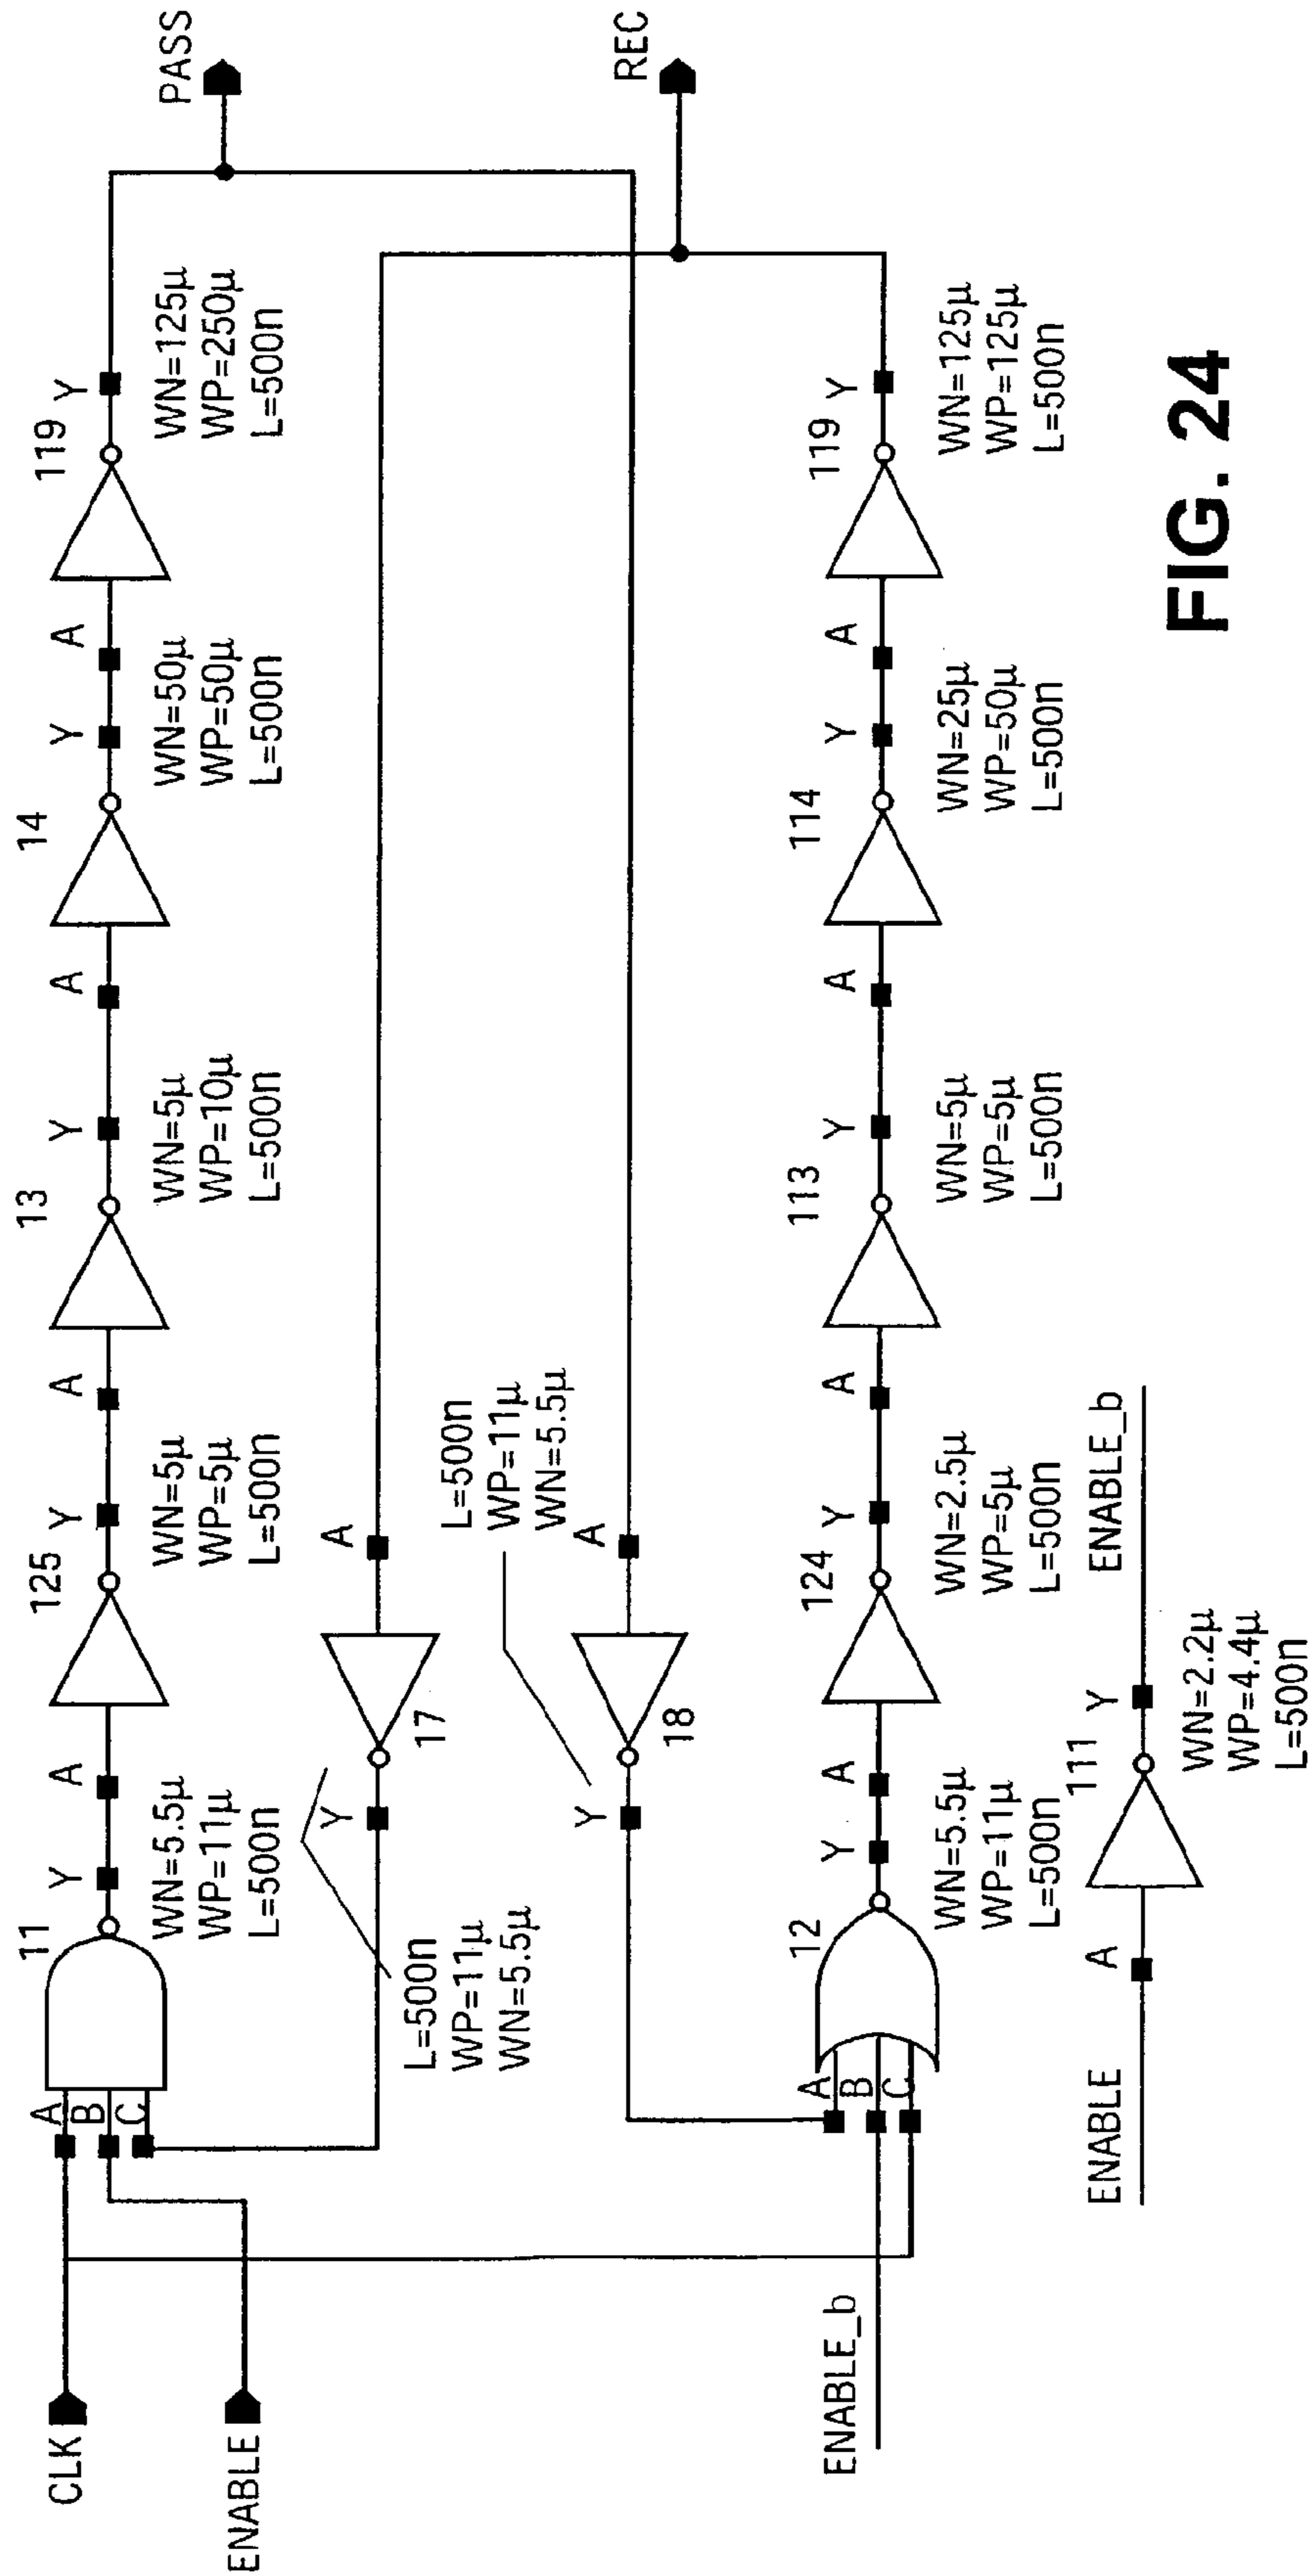 CLK
ENABLE
A
B
C
11
Y
WN=5.5µ
WP=11µ
L=500n
A
125
Y
WN=5µ
WP=5µ
L=500n
A
13
Y
WN=5µ
WP=10µ
L=500n
A
14
Y
WN=50µ
WP=50µ
L=500n
A
119
Y
WN=125µ
WP=250µ
L=500n
PASS
Y
17
A
L=500n
WP=11µ
WN=5.5µ
L=500n
WP=11µ
WN=5.5µ
Y
18
A
REC
ENABLE_b
A
B
C
12
Y
WN=5.5µ
WP=11µ
L=500n
A
124
Y
WN=2.5µ
WP=5µ
L=500n
A
113
Y
WN=5µ
WP=5µ
L=500n
A
114
Y
WN=25µ
WP=50µ
L=500n
A
119
Y
WN=125µ
WP=125µ
L=500n
ENABLE
A
111
Y
ENABLE_b
WN=2.2µ
WP=4.4µ
L=500n
FIG. 24